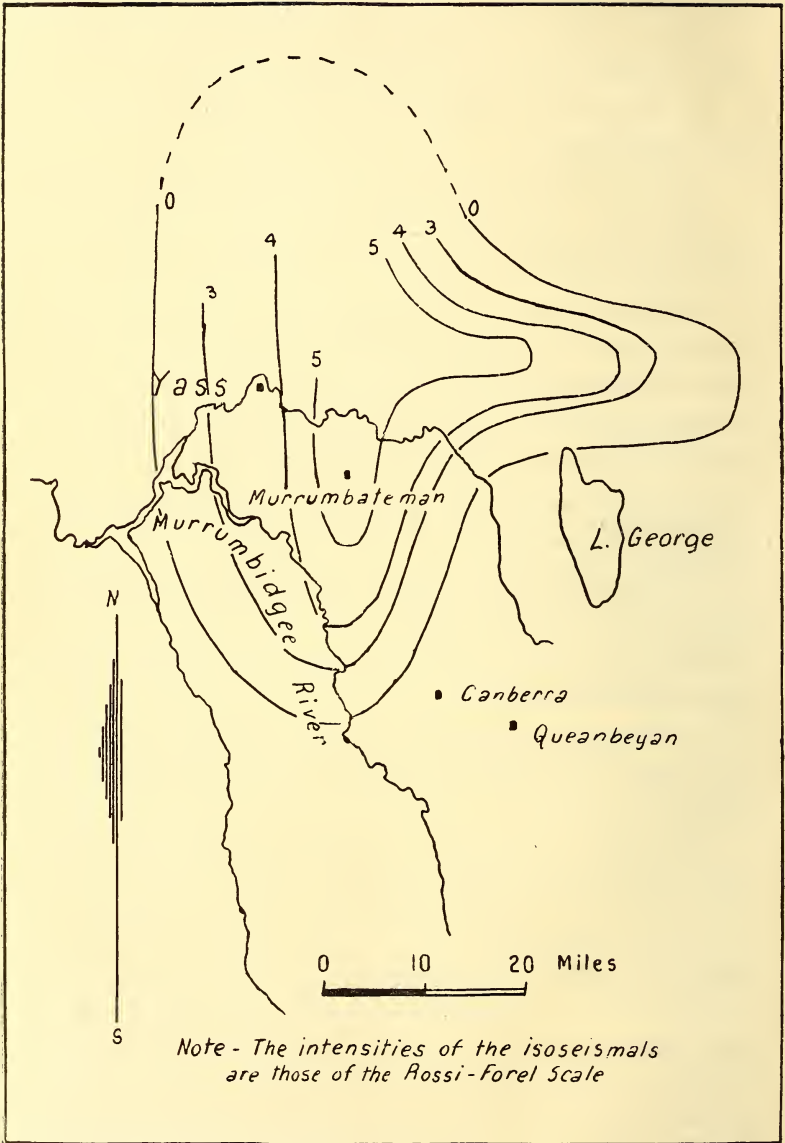 0
0
4
3
5
4
3
5
Yass
Murrumbateman
Murrumbidgee
River
L. George
N
Canberra
Queanbeyan
0 10 20 Miles
S
Note - The intensities of the isoseismals
are those of the Rossi-Forel Scale